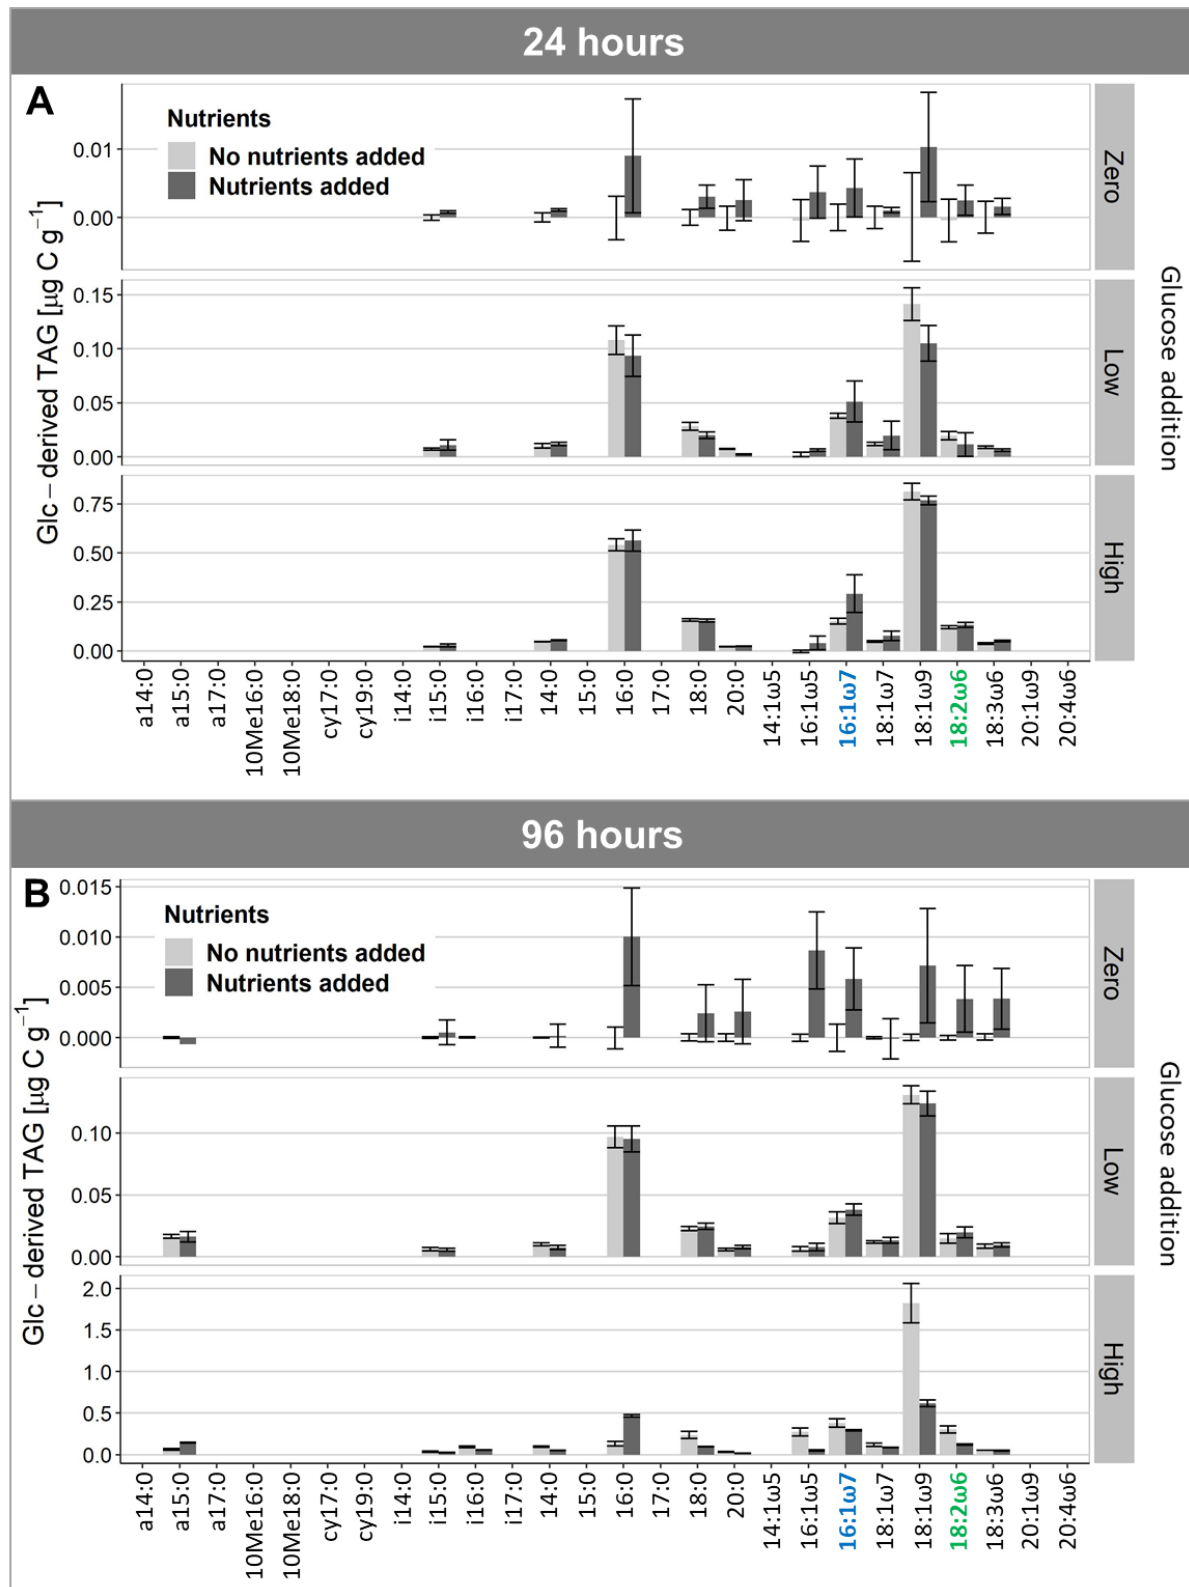 24 hours
A
Nutrients
No nutrients added
Nutrients added
Glc – derived TAG [µg C g⁻¹]
0.01
0.00
Zero
0.15
0.10
0.05
0.00
Low
0.75
0.50
0.25
0.00
High
Glucose addition
a14:0
a15:0
a17:0
10Me16:0
10Me18:0
cy17:0
cy19:0
i14:0
i15:0
i16:0
i17:0
14:0
15:0
16:0
17:0
18:0
20:0
14:1ω5
16:1ω5
16:1ω7
18:1ω7
18:1ω9
18:2ω6
18:3ω6
20:1ω9
20:4ω6
96 hours
B
Nutrients
No nutrients added
Nutrients added
Glc – derived TAG [µg C g⁻¹]
0.015
0.010
0.005
0.000
Zero
0.10
0.05
0.00
Low
2.0
1.5
1.0
0.5
0.0
High
Glucose addition
a14:0
a15:0
a17:0
10Me16:0
10Me18:0
cy17:0
cy19:0
i14:0
i15:0
i16:0
i17:0
14:0
15:0
16:0
17:0
18:0
20:0
14:1ω5
16:1ω5
16:1ω7
18:1ω7
18:1ω9
18:2ω6
18:3ω6
20:1ω9
20:4ω6